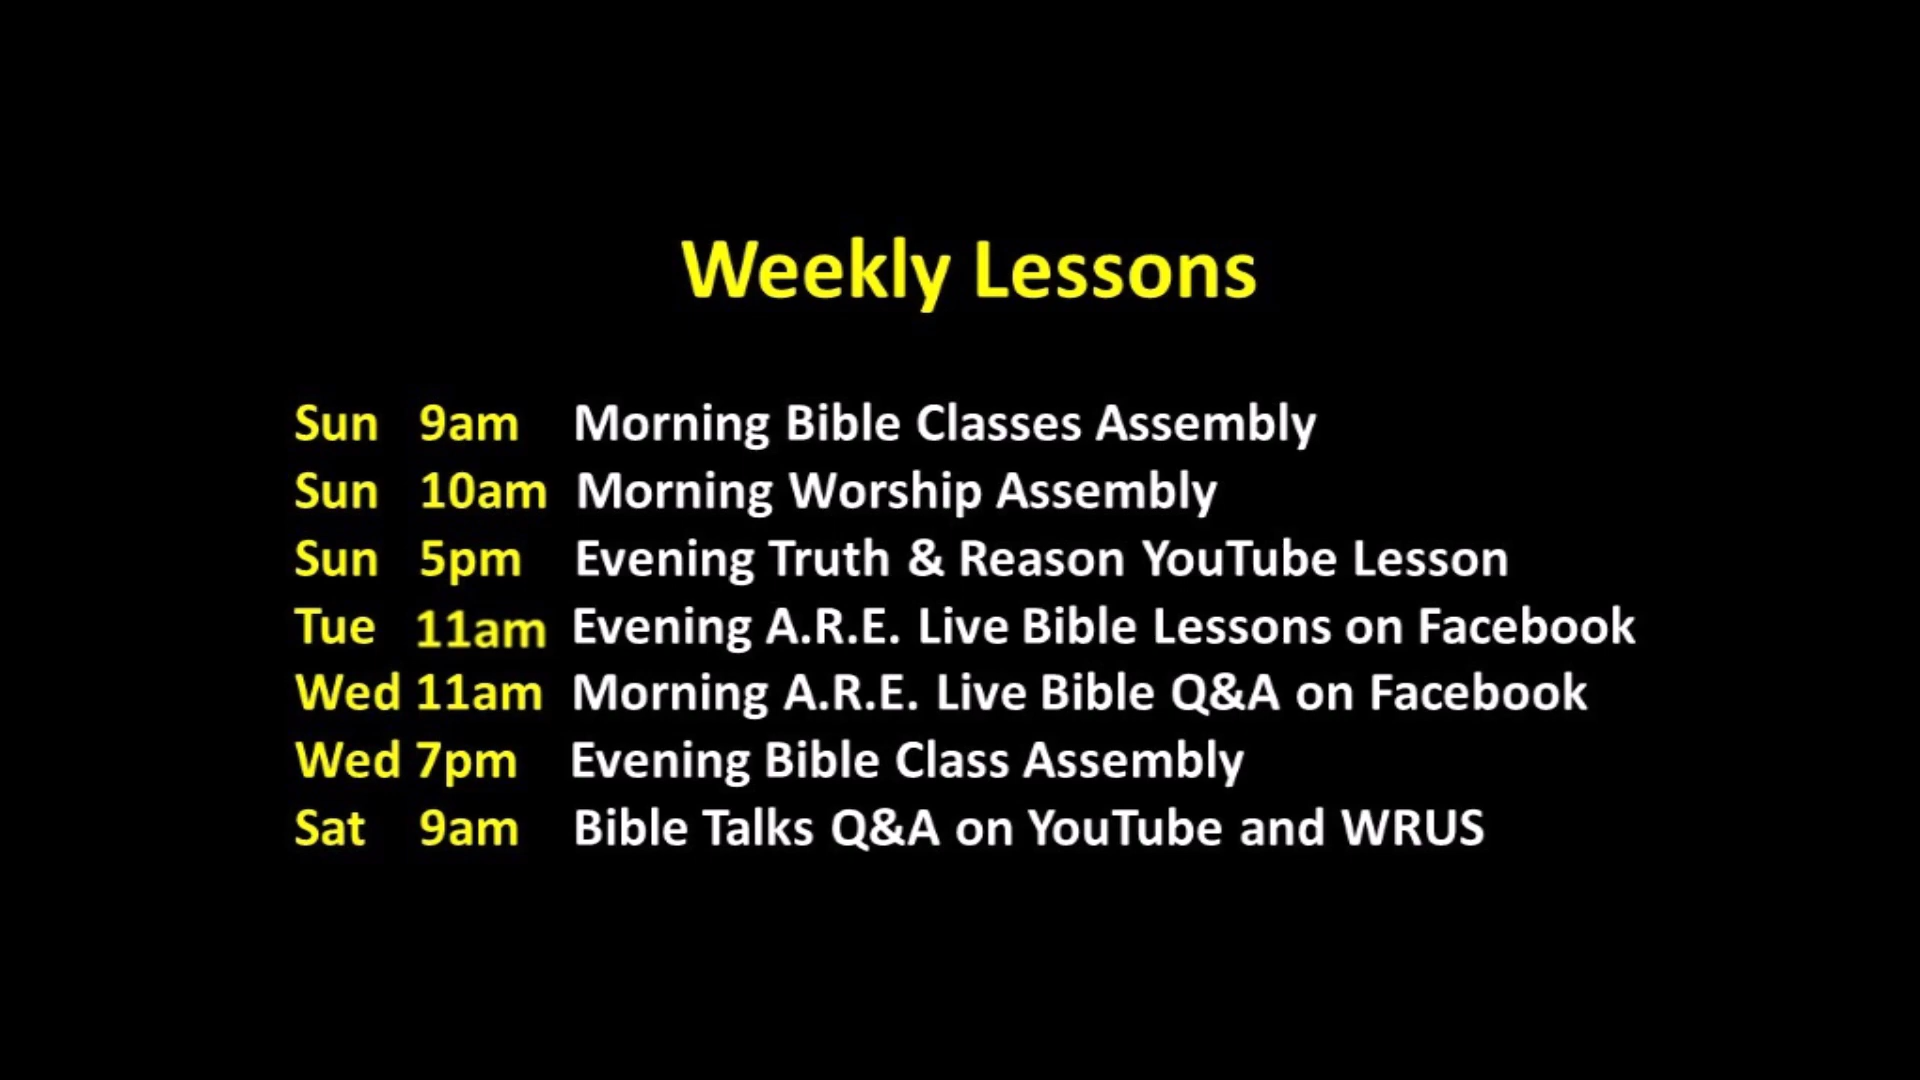 Weekly Lessons
Sun 9am Morning Bible Classes Assembly
Sun 10am Morning Worship Assembly
Sun 5pm Evening Truth & Reason YouTube Lesson
Tue 11am Evening A.R.E. Live Bible Lessons on Facebook
Wed 11am Morning A.R.E. Live Bible Q&A on Facebook
Wed 7pm Evening Bible Class Assembly
Sat 9am Bible Talks Q&A on YouTube and WRUS